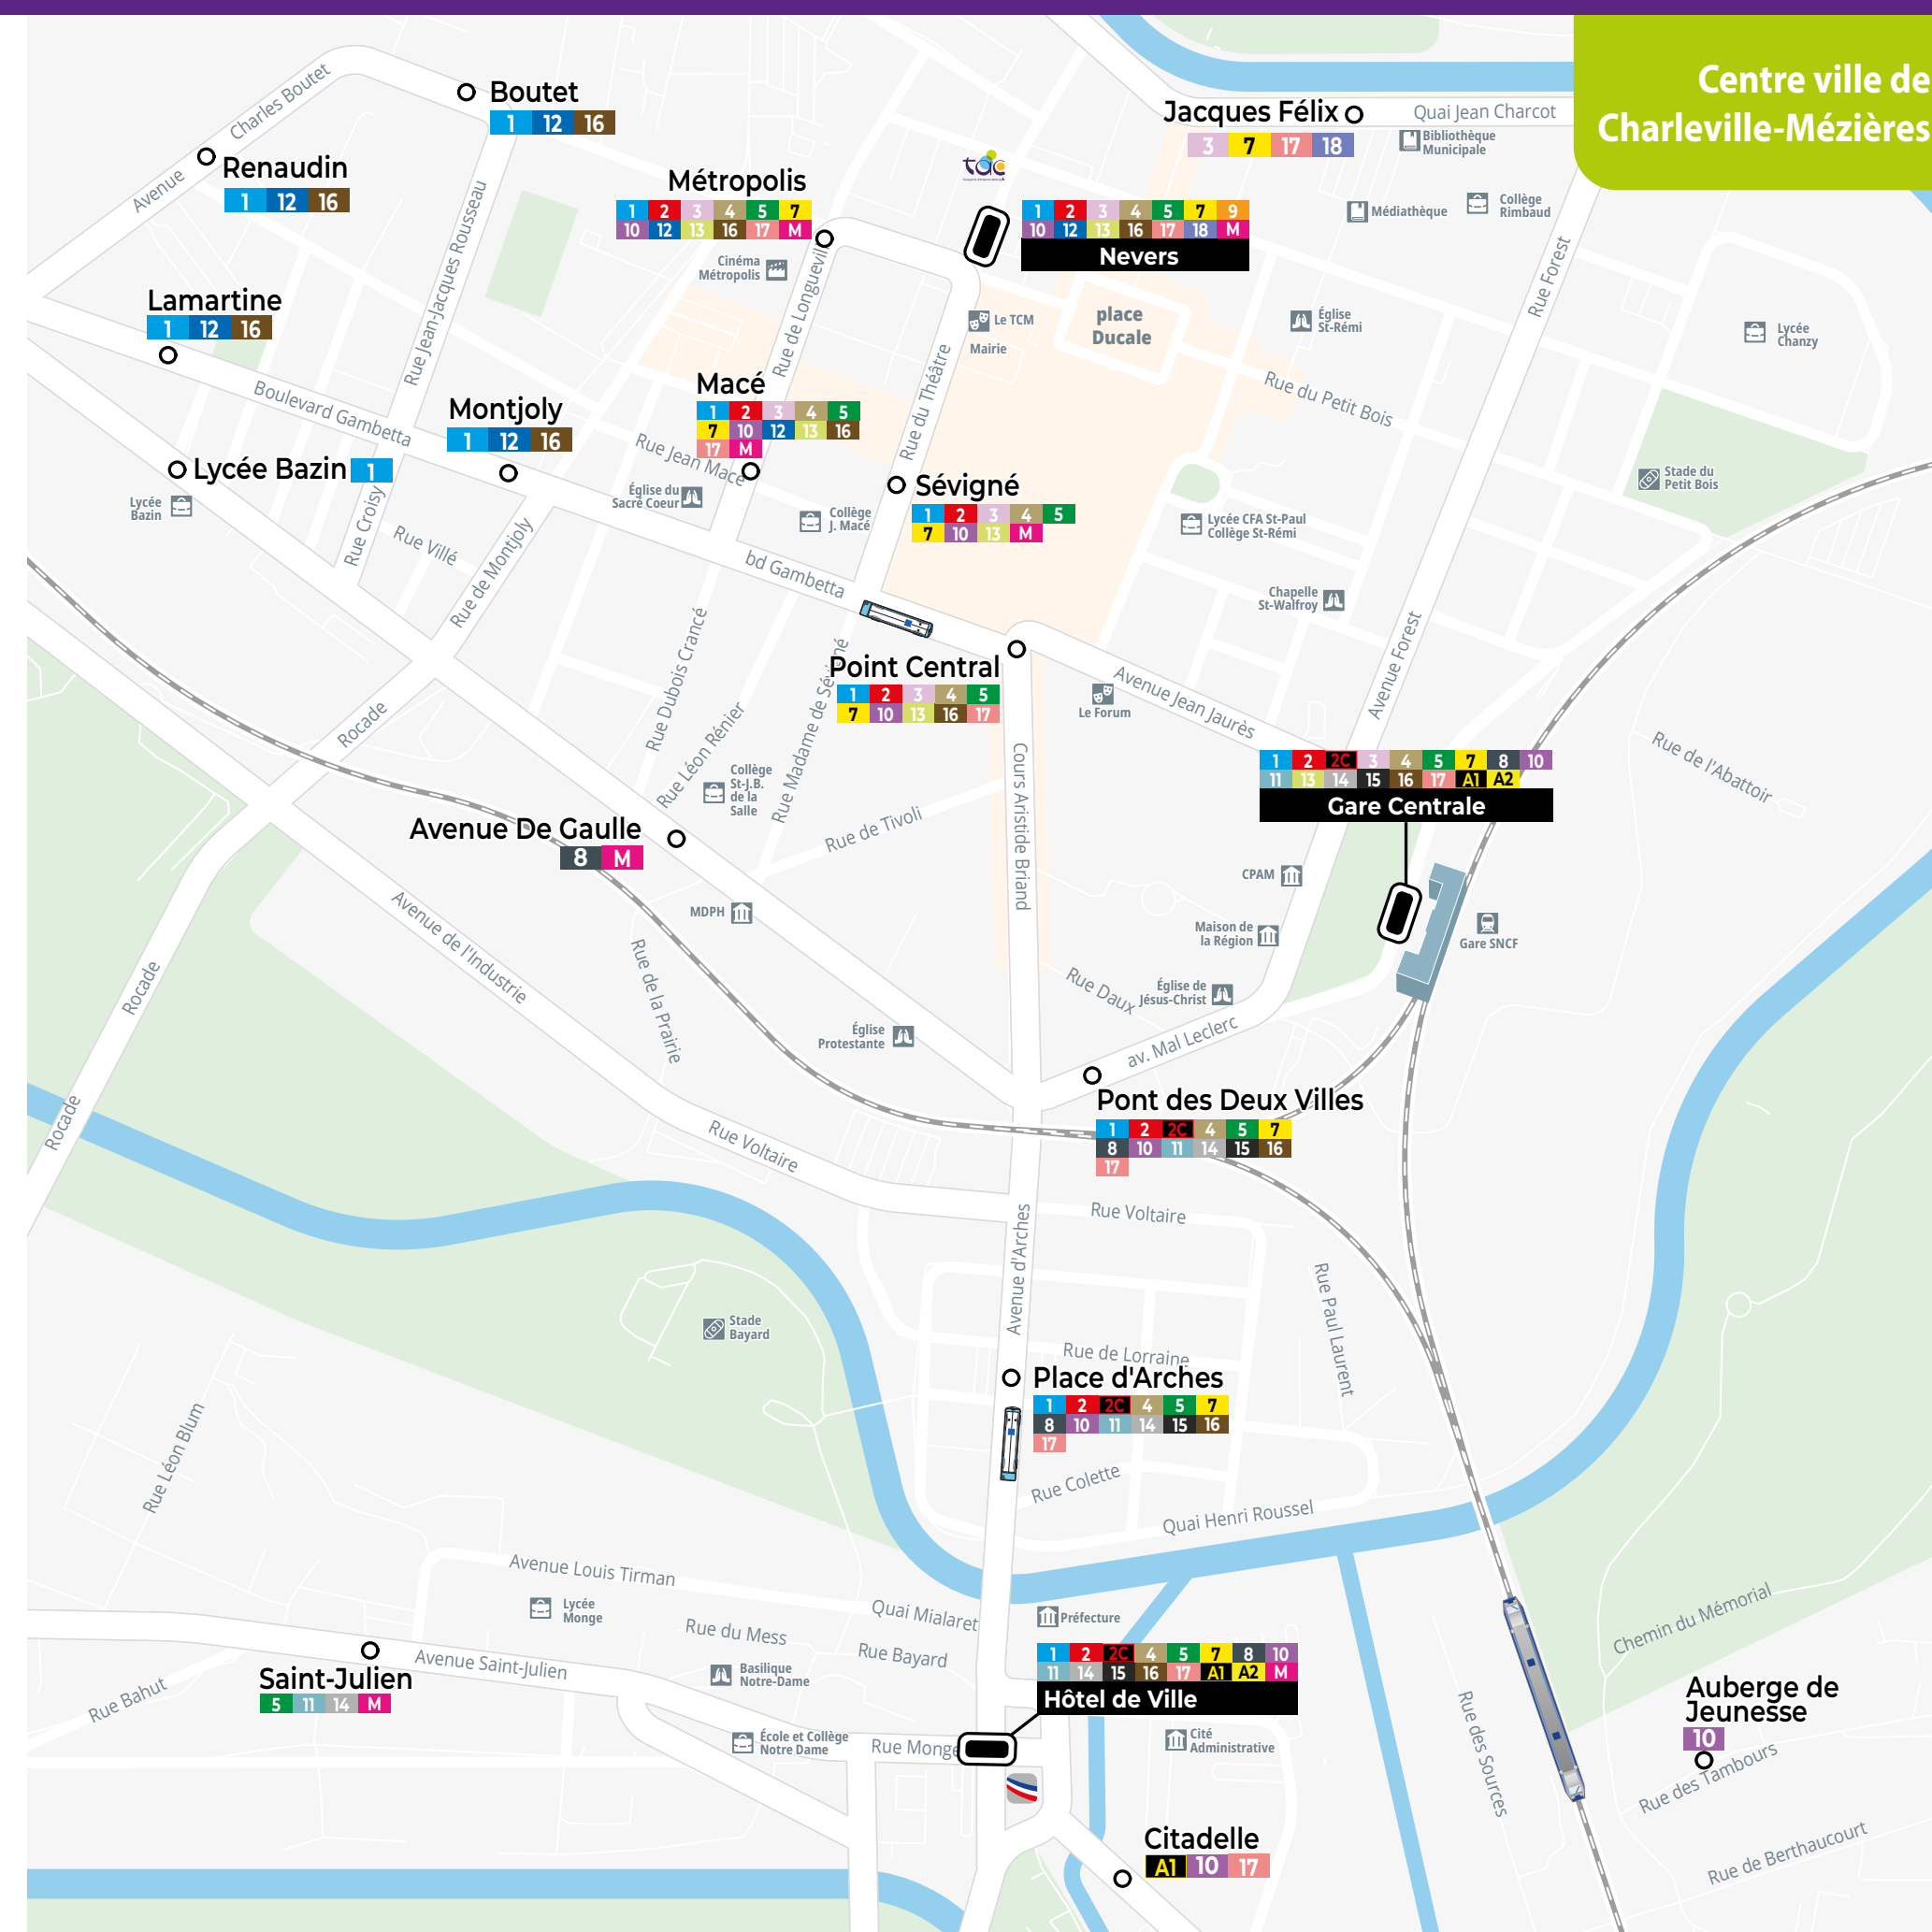 Centre ville de
Charleville-Mézières
Boutet
1 12 16
Charles Boutet
Avenue
Renaudin
1 12 16
Jacques Félix
3 7 17 18
Quai Jean Charcot
Bibliothèque
Municipale
Médiathèque
Collège
Rimbaud
tac
Métropolis
1 2 3 4 5 7
10 12 13 16 17 M
Cinéma
Métropolis
1 2 3 4 5 7 9
10 12 13 16 17 18 M
Nevers
Rue Jean-Jacques Rousseau
Rue de Longueville
Rue Forest
Lamartine
1 12 16
Le TCM
Mairie
place
Ducale
Église
St-Rémi
Lycée
Chanzy
Boulevard Gambetta
Montjoly
1 12 16
Macé
1 2 3 4 5
7 10 12 13 16
17 M
Rue Jean Macé
Rue du Théâtre
Rue du Petit Bois
Lycée Bazin 1
Lycée
Bazin
Rue Croisy
Rue Villé
Rue de Montjoly
Église du
Sacré Coeur
Collège
J. Macé
Sévigné
1 2 3 4 5
7 10 13 M
Lycée CFA St-Paul
Collège St-Rémi
Stade du
Petit Bois
bd Gambetta
Chapelle
St-Walfroy
Rue Dubois Crancé
Rue Léon Rénier
Rue Madame de Sévigné
Point Central
1 2 3 4 5
7 10 13 16 17
Le Forum
Avenue Jean Jaurès
Avenue Forest
Rocade
Collège
St-J.B.
de la
Salle
Rue de Tivoli
Cours Aristide Briand
1 2 2C 3 4 5 7 8 10
11 13 14 15 16 17 A1 A2
Gare Centrale
Rue de l'Abattoir
Avenue De Gaulle
8 M
CPAM
MDPH
Maison de
la Région
Gare SNCF
Avenue de l'Industrie
Rue de la Prairie
Rocade
Rue Daux
Église de
Jésus-Christ
Église
Protestante
av. Mal Leclerc
Rocade
Pont des Deux Villes
1 2 2C 4 5 7
8 10 11 14 15 16
17
Rue Voltaire
Rue Voltaire
Avenue d'Arches
Rue Paul Laurent
Stade
Bayard
Rue de Lorraine
Place d'Arches
1 2 2C 4 5 7
8 10 11 14 15 16
17
Rue Léon Blum
Rue Colette
Quai Henri Roussel
Avenue Louis Tirman
Lycée
Monge
Rue du Mess
Quai Mialaret
Préfecture
Rue Bayard
Chemin du Mémorial
Saint-Julien
5 11 14 M
Avenue Saint-Julien
Basilique
Notre-Dame
1 2 2C 4 5 7 8 10
11 14 15 16 17 A1 A2 M
Hôtel de Ville
Rue Bahut
École et Collège
Notre Dame
Rue Monge
Cité
Administrative
Rue des Sources
Auberge de
Jeunesse
10
Rue des Tambours
Citadelle
A1 10 17
Rue de Berthaucourt